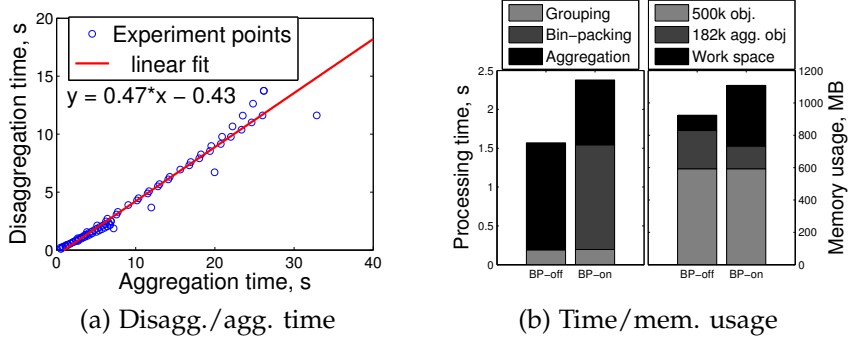 20
15
10
5
0
0
10
20
30
40
Disaggregation time, s
Aggregation time, s
Experiment points
linear fit
y = 0.47*x − 0.43
(a) Disagg./agg. time
Grouping
Bin−packing
Aggregation
500k obj.
182k agg. obj
Work space
2.5
2
1.5
1
0.5
0
Processing time, s
BP−off
BP−on
BP−off
BP−on
1200
1000
800
600
400
200
0
Memory usage, MB
(b) Time/mem. usage